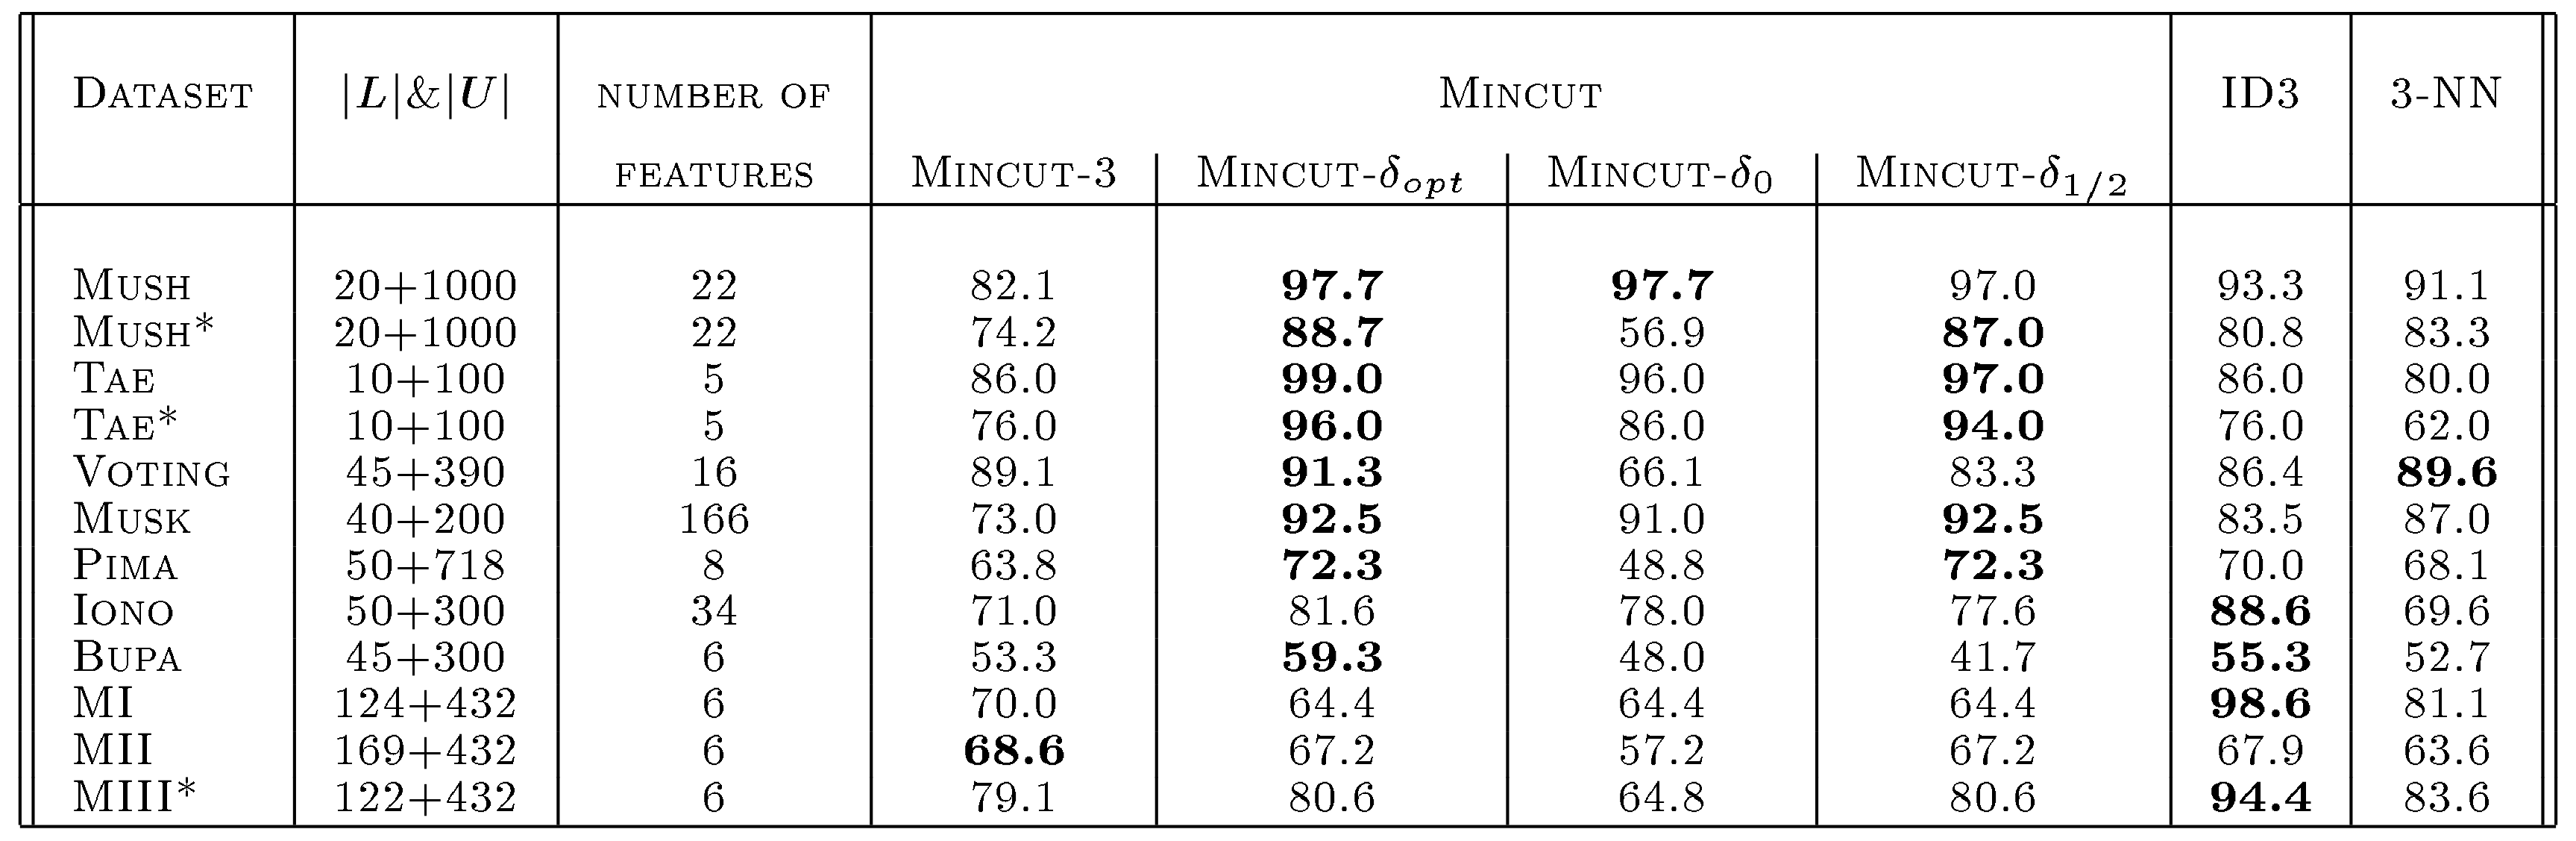 DATASET |L|&|U| NUMBER OF MINCUT ID3 3-NN
FEATURES MINCUT-3 MINCUT-δopt MINCUT-δ0 MINCUT-δ1/2
MUSH 20+1000 22 82.1 97.7 97.7 97.0 93.3 91.1
MUSH* 20+1000 22 74.2 88.7 56.9 87.0 80.8 83.3
TAE 10+100 5 86.0 99.0 96.0 97.0 86.0 80.0
TAE* 10+100 5 76.0 96.0 86.0 94.0 76.0 62.0
VOTING 45+390 16 89.1 91.3 66.1 83.3 86.4 89.6
MUSK 40+200 166 73.0 92.5 91.0 92.5 83.5 87.0
PIMA 50+718 8 63.8 72.3 48.8 72.3 70.0 68.1
IONO 50+300 34 71.0 81.6 78.0 77.6 88.6 69.6
BUPA 45+300 6 53.3 59.3 48.0 41.7 55.3 52.7
MI 124+432 6 70.0 64.4 64.4 64.4 98.6 81.1
MII 169+432 6 68.6 67.2 57.2 67.2 67.9 63.6
MIII* 122+432 6 79.1 80.6 64.8 80.6 94.4 83.6